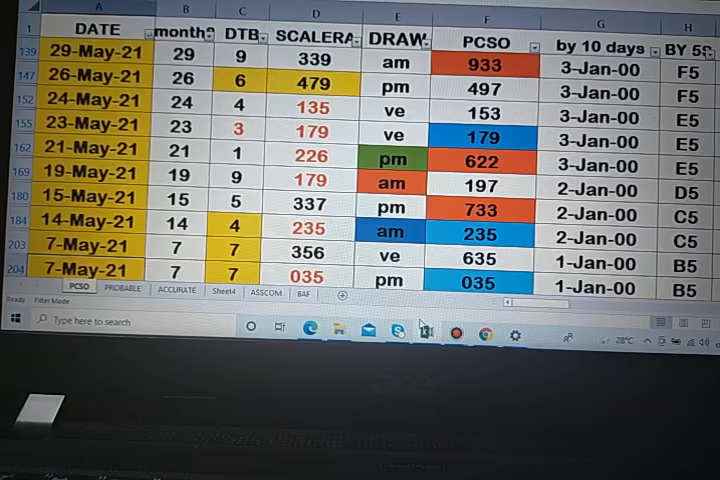 A B C D E F G H
1 DATE month DTB SCALERA DRAW PCSO by 10 days BY 5
139 29-May-21 29 9 339 am 933 3-Jan-00 F5
147 26-May-21 26 6 479 pm 497 3-Jan-00 F5
152 24-May-21 24 4 135 ve 153 3-Jan-00 E5
155 23-May-21 23 3 179 ve 179 3-Jan-00 E5
162 21-May-21 21 1 226 pm 622 3-Jan-00 E5
169 19-May-21 19 9 179 am 197 2-Jan-00 D5
180 15-May-21 15 5 337 pm 733 2-Jan-00 C5
184 14-May-21 14 4 235 am 235 2-Jan-00 C5
203 7-May-21 7 7 356 ve 635 1-Jan-00 B5
204 7-May-21 7 7 035 pm 035 1-Jan-00 B5
PCSO PROBABLE ACCURATE Sheet4 ASSCOM BAF
Ready Filter Mode
Type here to search 28°C
acer